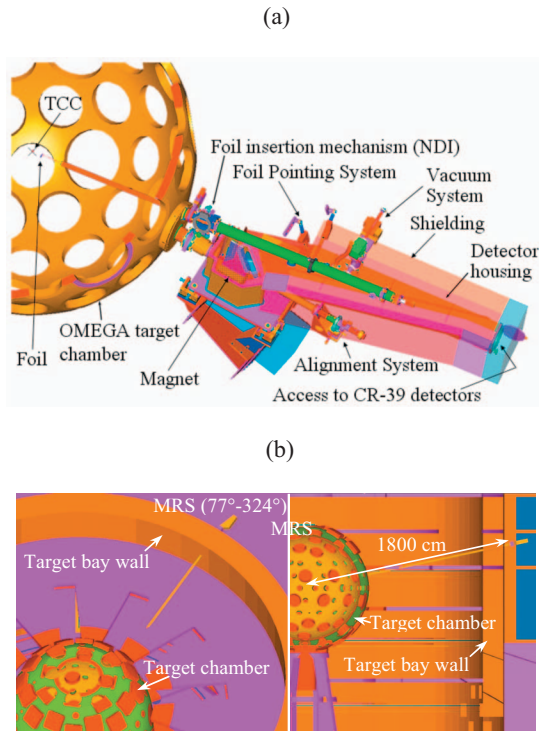 (a)
TCC
Foil insertion mechanism (NDI)
Foil Pointing System
Vacuum
System
Shielding
Detector
housing
OMEGA target
chamber
Foil
Magnet
Alignment System
Access to CR-39 detectors
(b)
MRS (77°-324°)
MRS
Target bay wall
Target chamber
1800 cm
Target chamber
Target bay wall